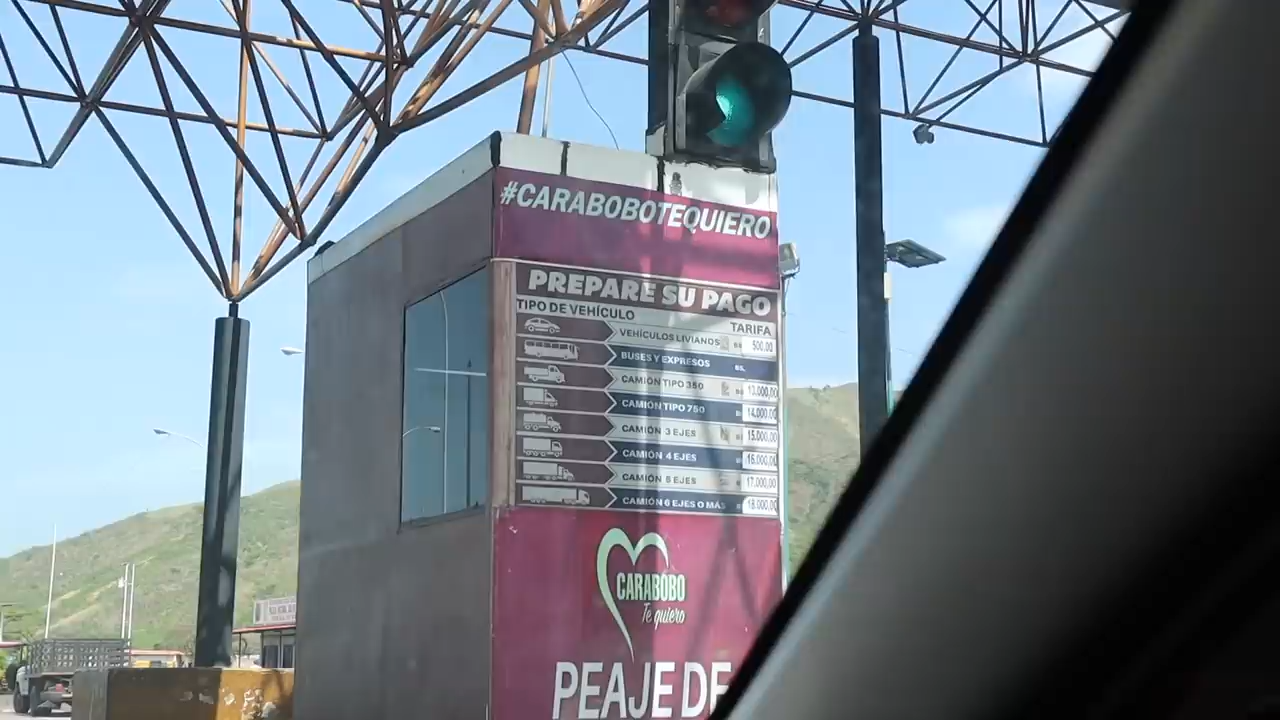 #CARABOBOTEQUIERO
PREPARE SU PAGO
TIPO DE VEHÍCULO TARIFA
VEHÍCULOS LIVIANOS BS 500,00
BUSES Y EXPRESOS BS.
CAMIÓN TIPO 350 13.000,00
CAMIÓN TIPO 750 14.000,00
CAMIÓN 3 EJES 15.000,00
CAMIÓN 4 EJES 16.000,00
CAMIÓN 5 EJES 17.000,00
CAMIÓN 6 EJES O MÁS 18.000,00
CARABOBO
Te quiero
PEAJE DE